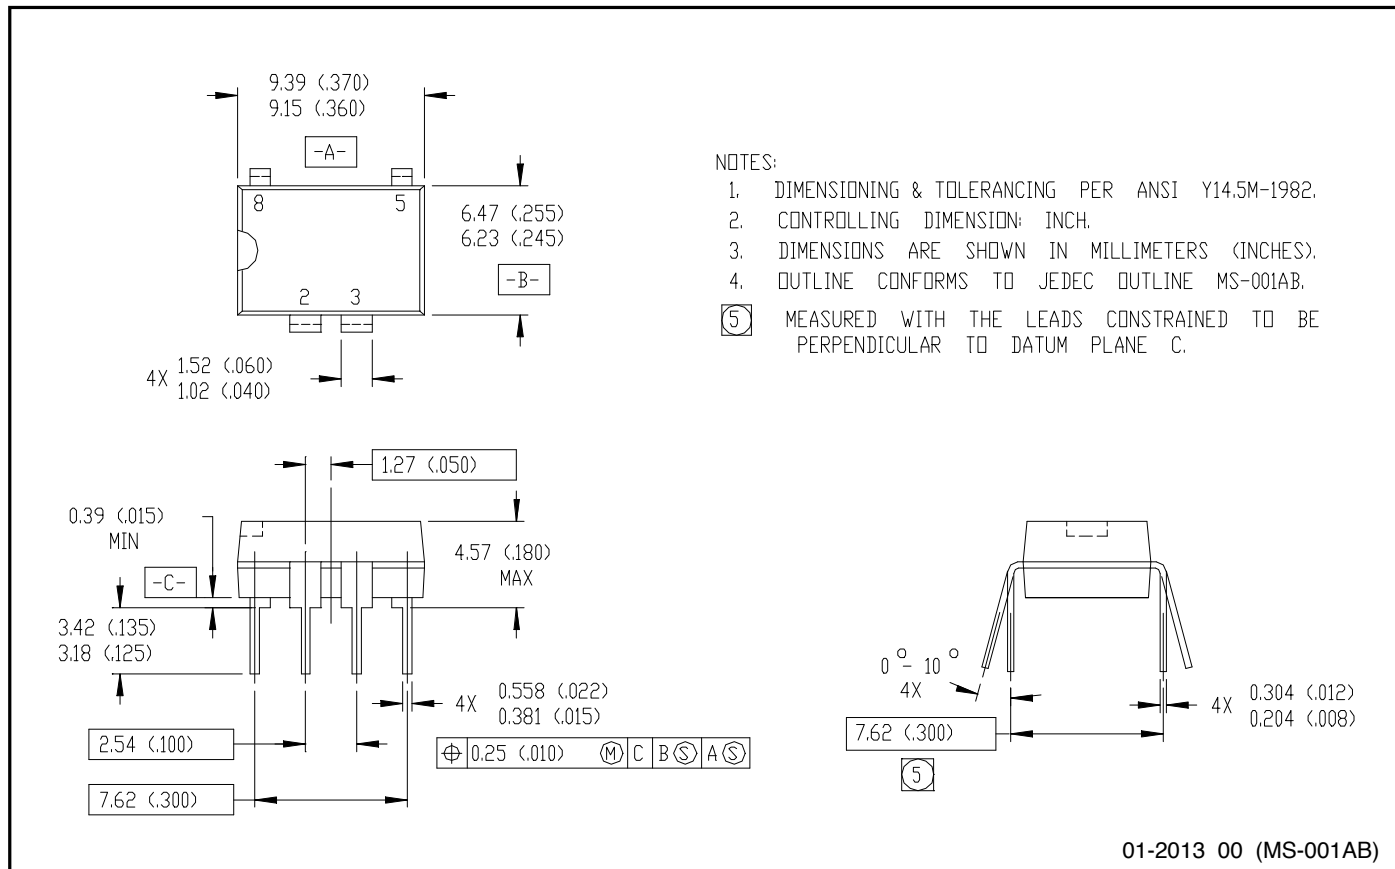 9.39 (.370)
9.15 (.360)
-A-
8
5
6.47 (.255)
6.23 (.245)
-B-
2
3
4X 1.52 (.060)
1.02 (.040)
NOTES:
1. DIMENSIONING & TOLERANCING PER ANSI Y14.5M-1982.
2. CONTROLLING DIMENSION: INCH.
3. DIMENSIONS ARE SHOWN IN MILLIMETERS (INCHES).
4. OUTLINE CONFORMS TO JEDEC OUTLINE MS-001AB.
5 MEASURED WITH THE LEADS CONSTRAINED TO BE
PERPENDICULAR TO DATUM PLANE C.
1.27 (.050)
0.39 (.015)
MIN
4.57 (.180)
MAX
-C-
3.42 (.135)
3.18 (.125)
4X 0.558 (.022)
0.381 (.015)
2.54 (.100)
⌖ 0.25 (.010) Ⓜ C B Ⓢ A Ⓢ
7.62 (.300)
0° - 10°
4X
4X 0.304 (.012)
0.204 (.008)
7.62 (.300)
5
01-2013 00 (MS-001AB)